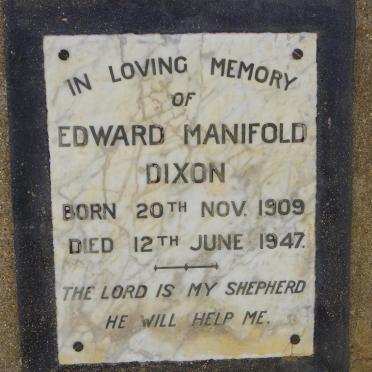 IN LOVING MEMORY
OF
EDWARD MANIFOLD
DIXON
BORN 20TH NOV. 1909
DIED 12TH JUNE 1947.
THE LORD IS MY SHEPHERD
HE WILL HELP ME.